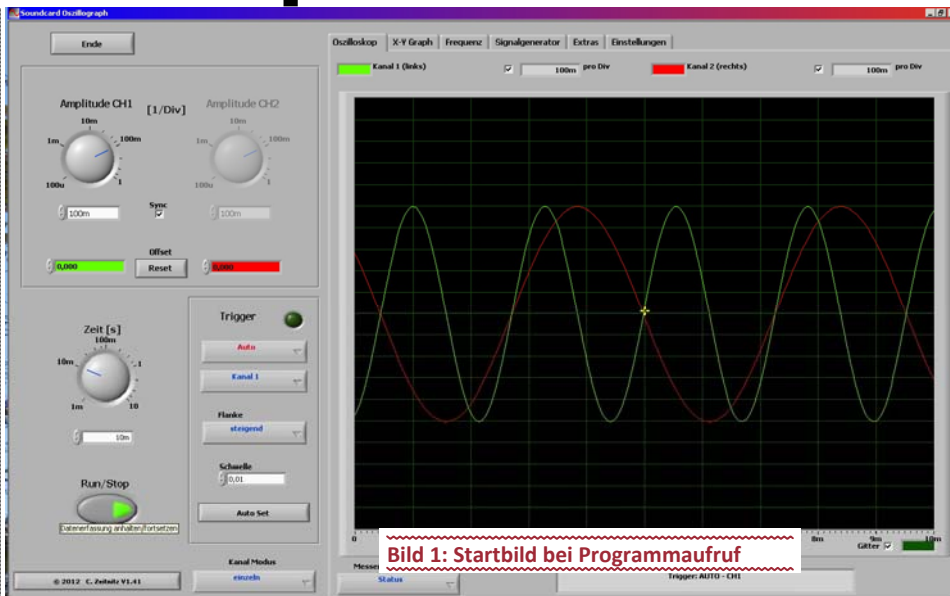 Soundcard Oszillograph
Ende
Oszilloskop X-Y Graph Frequenz Signalgenerator Extras Einstellungen
Kanal 1 (links) 100m pro Div Kanal 2 (rechts) 100m pro Div
Amplitude CH1 [1/Div] Amplitude CH2
10m 10m
1m 100m 1m 100m
100u 1 100u 1
Sync
100m 100m
Offset
0,000 Reset 0,000
Trigger
Zeit [s]
100m
10m 1
1m 10
10m
Auto
Kanal 1
Flanke
steigend
Schwelle
0,01
Auto Set
Run/Stop
Datenerfassung anhalten/fortsetzen
Kanal Modus
einzeln
© 2012 C. Zeitnitz V1.41
0 8m 9m 10m
Gitter
Bild 1: Startbild bei Programmaufruf
Status
Trigger: AUTO - CH1